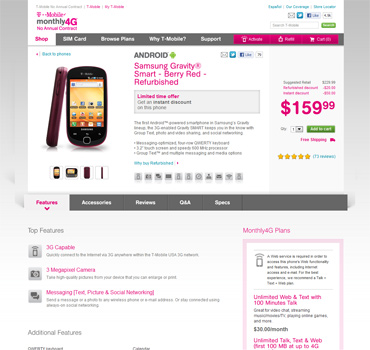 T-Mobile No Annual Contract | T-Mobile | My T-Mobile
Español | Our Coverage | Store Locator
T · ·Mobile·
monthly4G
No Annual Contract
Like 4.9k
Search
Shop SIM Card Browse Plans Why T-Mobile? Support Activate Refill Cart (0)
Back to phones
ANDROID
Like
Samsung Gravity®
Smart - Berry Red -
Refurbished
Limited time offer
Get an instant discount
on this phone
The first Android™-powered smartphone in Samsung's Gravity
lineup, the 3G-enabled Gravity SMART keeps you in the know with
Group Text, photo and video sharing, and social networking.
• Messaging-optimized, four-row QWERTY keyboard
• 3.2" touch screen and speedy 800 MHz processor
• Group Text™ and multiple messaging and media options
Why buy Refurbished
Suggested Retail
Refurbished discount
Instant discount
$159.99
Free Shipping
Qty 1 Add to cart
(73 reviews)
Features Accessories Reviews Q&A Specs
Top Features
3G Capable
Quickly connect to the Internet via 3G anywhere within the T-Mobile USA 3G network.
3 Megapixel Camera
Take high-quality pictures from your device that you can enlarge or print.
Messaging [Text, Picture & Social Networking]
Send a message or a photo to any wireless phone or e-mail address. Or stay connected using
always-on social networking.
Additional Features
QWERTY keyboard Calendar
Monthly4G Plans
A Web service is required in order to
access this phone's Web functionality
and features, including Internet
access and e-mail. For the best
experience, we recommend a Talk +
Text + Web plan.
Unlimited Web & Text with
100 Minutes Talk
Great for video chat, streaming
music/movies/TV, playing online games,
and more.
$30.00/month
Unlimited Talk, Text & Web
(first 100 MB at up to 4G